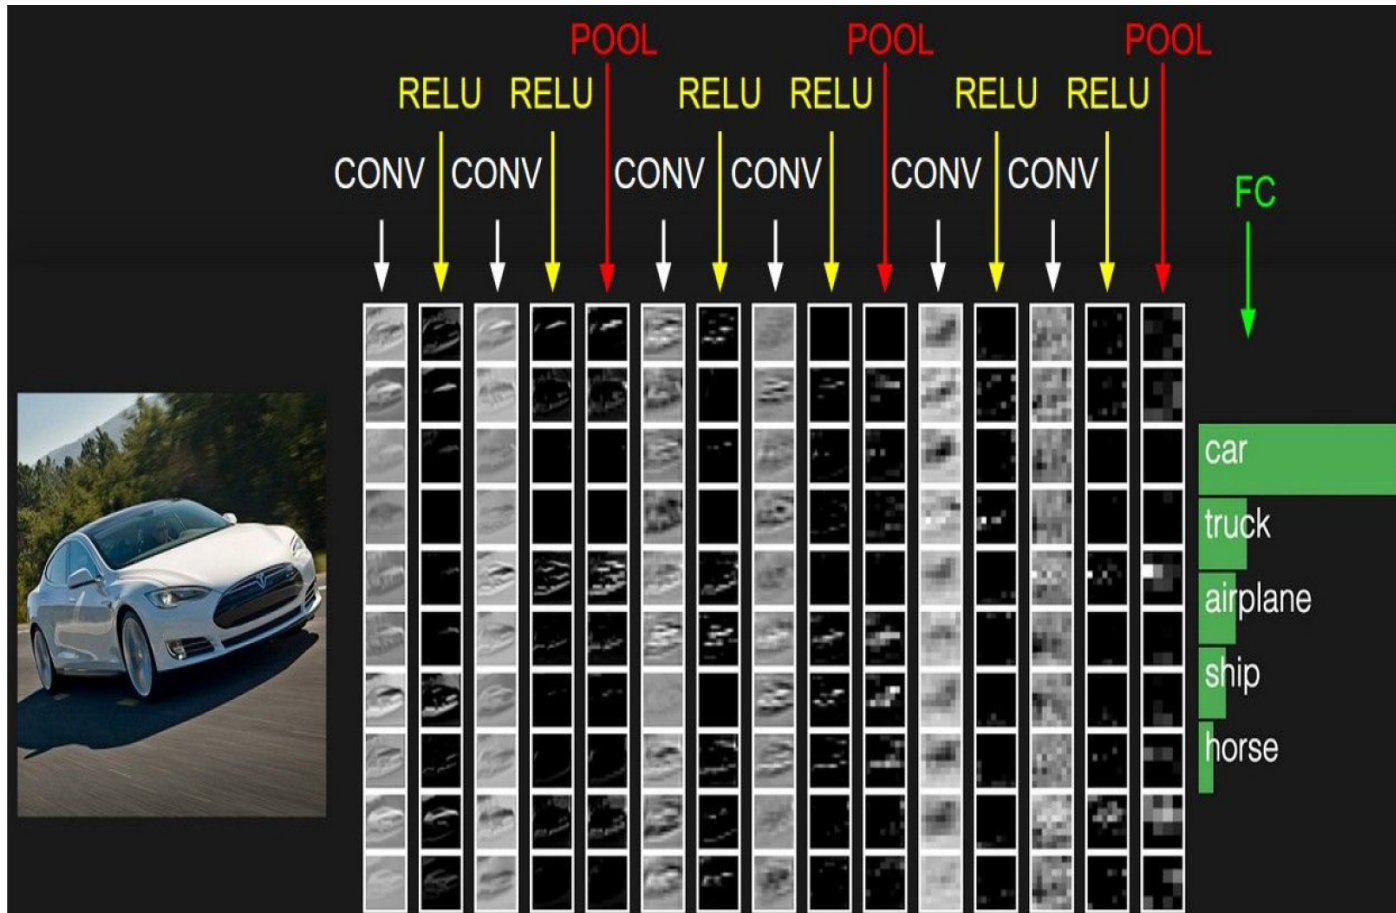 POOL POOL POOL
RELU RELU RELU RELU RELU RELU
CONV CONV CONV CONV CONV CONV
FC
car
truck
airplane
ship
horse